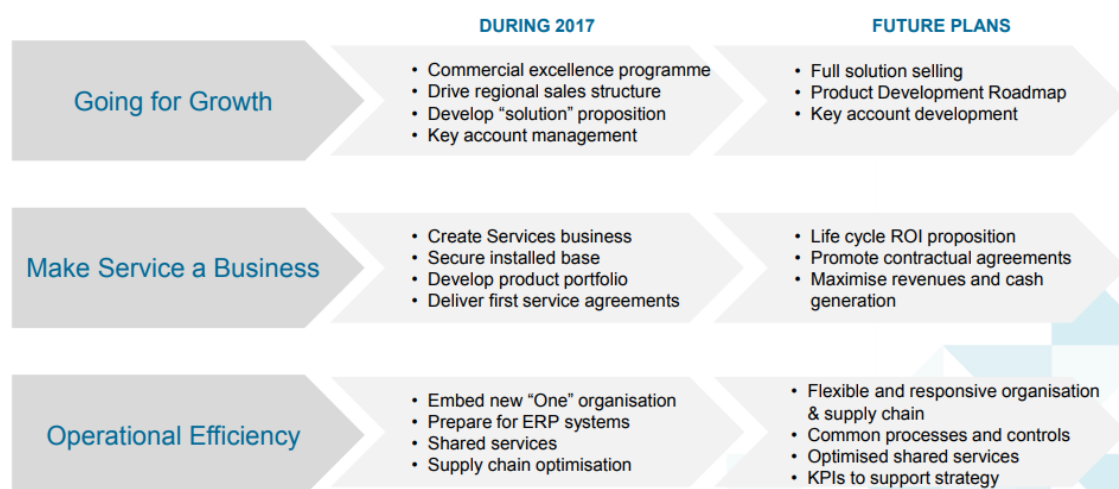 DURING 2017
FUTURE PLANS
Going for Growth
• Commercial excellence programme
• Drive regional sales structure
• Develop “solution” proposition
• Key account management
• Full solution selling
• Product Development Roadmap
• Key account development
Make Service a Business
• Create Services business
• Secure installed base
• Develop product portfolio
• Deliver first service agreements
• Life cycle ROI proposition
• Promote contractual agreements
• Maximise revenues and cash
generation
Operational Efficiency
• Embed new “One” organisation
• Prepare for ERP systems
• Shared services
• Supply chain optimisation
• Flexible and responsive organisation
& supply chain
• Common processes and controls
• Optimised shared services
• KPIs to support strategy